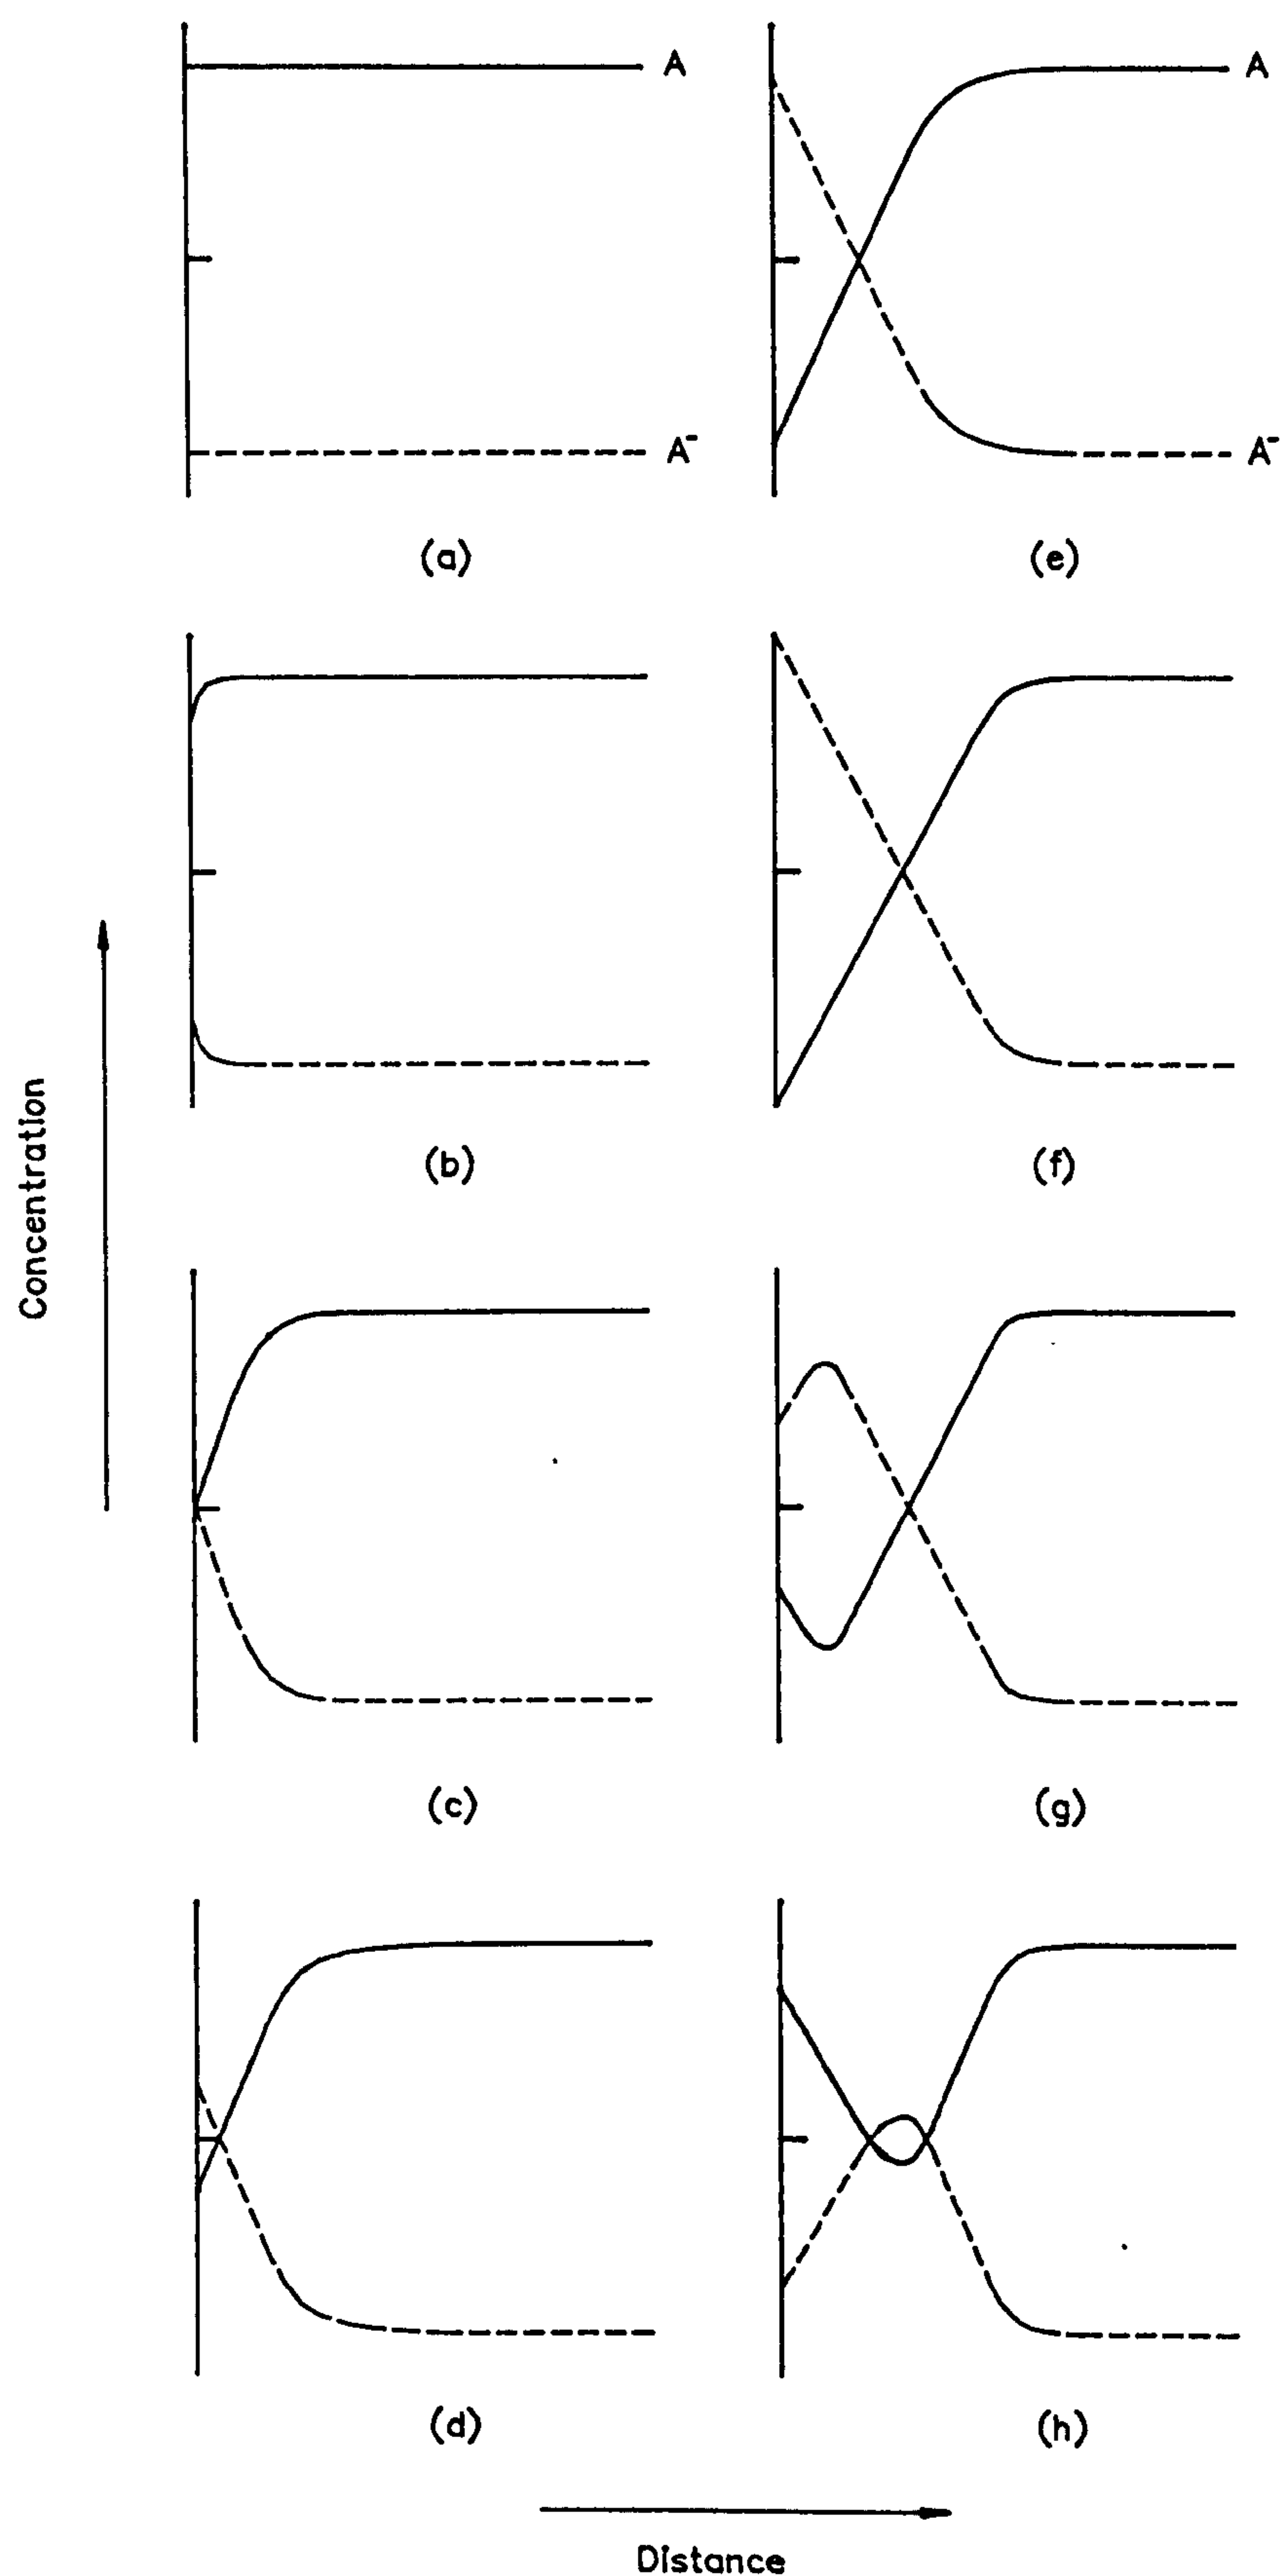 A
A⁻
(a)
A
A⁻
(e)
(b)
(f)
Concentration
(c)
(g)
(d)
(h)
Distance